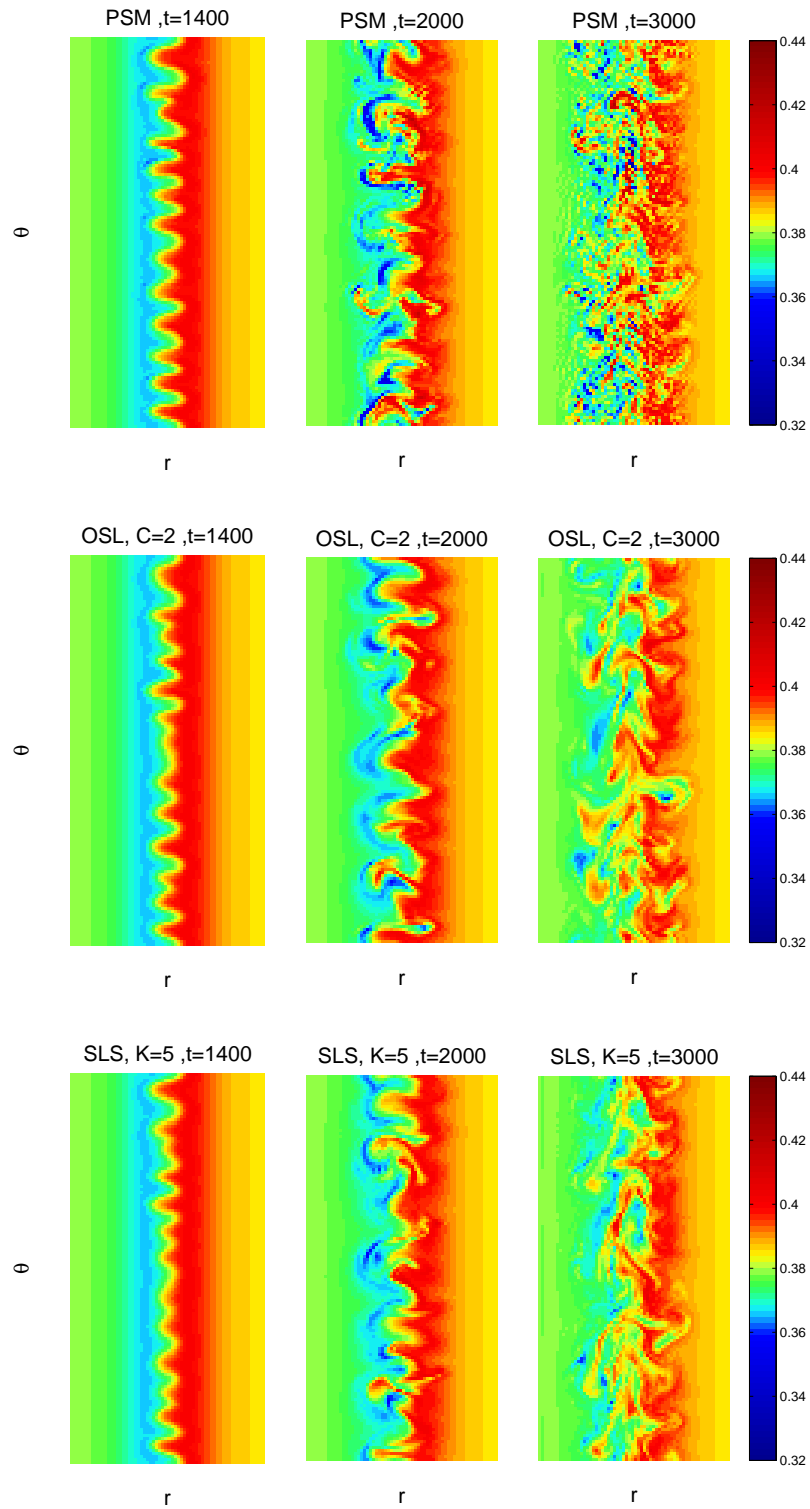 PSM ,t=1400
PSM ,t=2000
PSM ,t=3000
θ
r
r
r
0.44
0.42
0.4
0.38
0.36
0.34
0.32
OSL, C=2 ,t=1400
OSL, C=2 ,t=2000
OSL, C=2 ,t=3000
θ
r
r
r
0.44
0.42
0.4
0.38
0.36
0.34
0.32
SLS, K=5 ,t=1400
SLS, K=5 ,t=2000
SLS, K=5 ,t=3000
θ
r
r
r
0.44
0.42
0.4
0.38
0.36
0.34
0.32